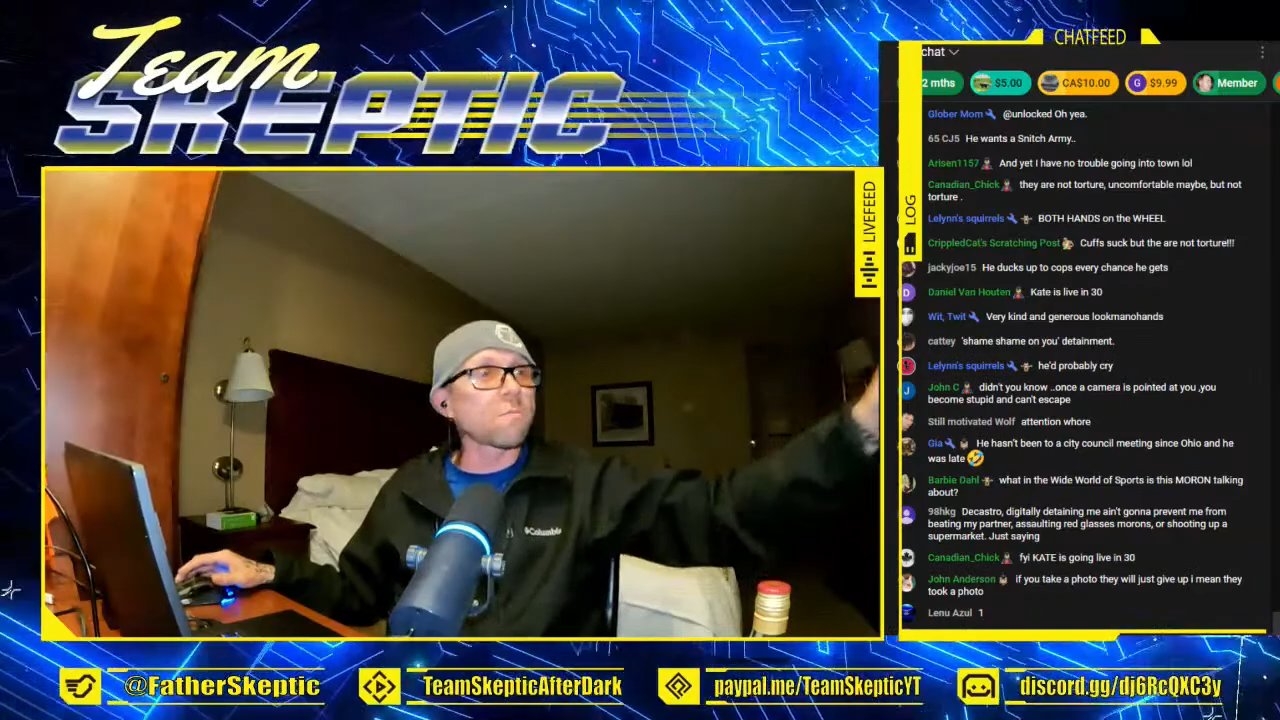 Team
SKEPTIC
CHATFEED
LIVEFEED
LOG
chat
2 mths
$5.00
CA$10.00
G
$9.99
Member
Glober Mom @unlocked Oh yea.
65 CJ5 He wants a Snitch Army..
Arisen1157 And yet I have no trouble going into town lol
Canadian_Chick they are not torture, uncomfortable maybe, but not
torture .
Lelynn's squirrels BOTH HANDS on the WHEEL
CrippledCat's Scratching Post Cuffs suck but the are not torture!!!
jackyjoe15 He ducks up to cops every chance he gets
D Daniel Van Houten Kate is live in 30
Wit, Twit Very kind and generous lookmanohands
cattey 'shame shame on you' detainment.
Lelynn's squirrels he'd probably cry
J John C didn't you know ..once a camera is pointed at you ,you
become stupid and can't escape
Still motivated Wolf attention whore
Gia He hasn't been to a city council meeting since Ohio and he
was late 🤣
Barbie Dahl what in the Wide World of Sports is this MORON talking
about?
98hkg Decastro, digitally detaining me ain't gonna prevent me from
beating my partner, assaulting red glasses morons, or shooting up a
supermarket. Just saying
Canadian_Chick fyi KATE is going live in 30
John Anderson if you take a photo they will just give up i mean they
took a photo
Lenu Azul 1
Columbia
@FatherSkeptic
TeamSkepticAfterDark
paypal.me/TeamSkepticYT
discord.gg/dj6RcQXC3y